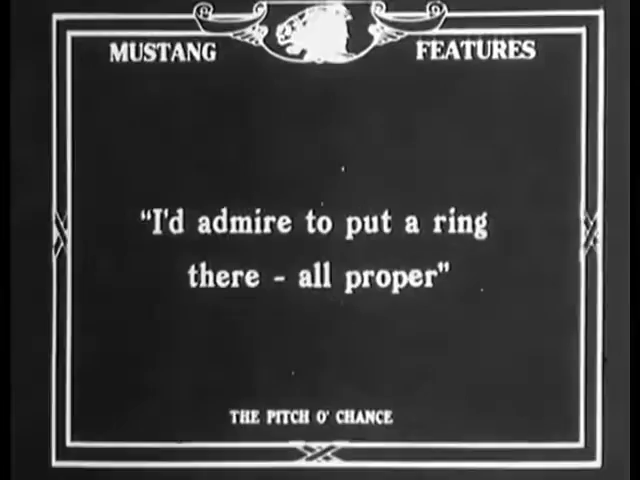 MUSTANG FEATURES
"I'd admire to put a ring
there - all proper"
THE PITCH O' CHANCE